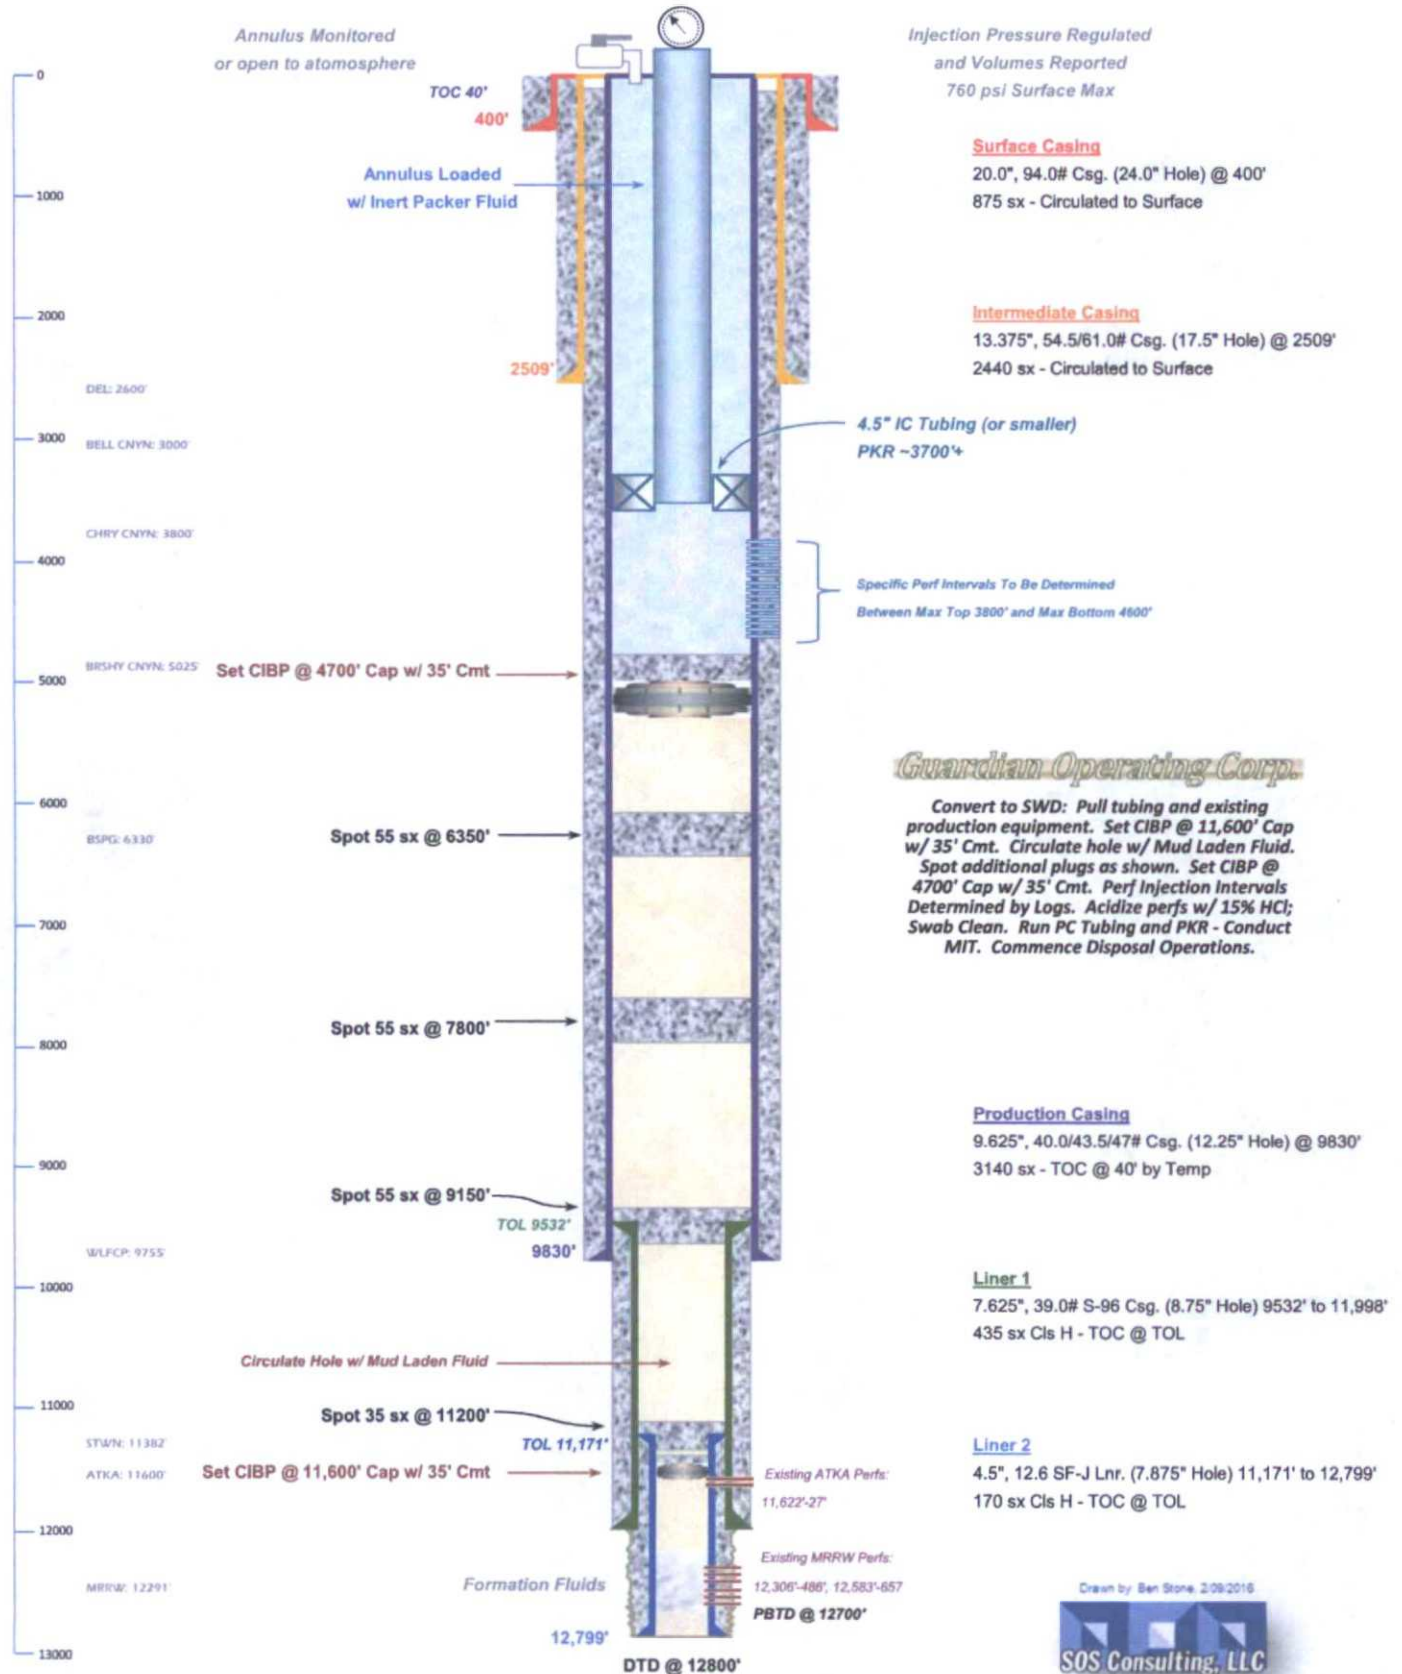 Annulus Monitored
or open to atomosphere
Injection Pressure Regulated
and Volumes Reported
760 psi Surface Max
0
TOC 40'
400'
Surface Casing
20.0", 94.0# Csg. (24.0" Hole) @ 400'
875 sx - Circulated to Surface
Annulus Loaded
w/ Inert Packer Fluid
1000
2000
Intermediate Casing
13.375", 54.5/61.0# Csg. (17.5" Hole) @ 2509'
2440 sx - Circulated to Surface
2509'
DEL: 2600'
3000
BELL CNYN: 3000'
4.5" IC Tubing (or smaller)
PKR ~3700'+
CHRY CNYN: 3800'
4000
Specific Perf Intervals To Be Determined
Between Max Top 3800' and Max Bottom 4600'
BRSHY CNYN: 5025'
Set CIBP @ 4700' Cap w/ 35' Cmt
5000
Guardian Operating Corp.
Convert to SWD: Pull tubing and existing
production equipment. Set CIBP @ 11,600' Cap
w/ 35' Cmt. Circulate hole w/ Mud Laden Fluid.
Spot additional plugs as shown. Set CIBP @
4700' Cap w/ 35' Cmt. Perf Injection Intervals
Determined by Logs. Acidize perfs w/ 15% HCl;
Swab Clean. Run PC Tubing and PKR - Conduct
MIT. Commence Disposal Operations.
6000
BSPG: 6330'
Spot 55 sx @ 6350'
7000
Spot 55 sx @ 7800'
8000
Production Casing
9.625", 40.0/43.5/47# Csg. (12.25" Hole) @ 9830'
3140 sx - TOC @ 40' by Temp
9000
Spot 55 sx @ 9150'
TOL 9532'
9830'
WLFCP: 9755'
10000
Liner 1
7.625", 39.0# S-96 Csg. (8.75" Hole) 9532' to 11,998'
435 sx Cls H - TOC @ TOL
Circulate Hole w/ Mud Laden Fluid
11000
Spot 35 sx @ 11200'
STWN: 11382'
TOL 11,171'
ATKA: 11600'
Set CIBP @ 11,600' Cap w/ 35' Cmt
Liner 2
4.5", 12.6 SF-J Lnr. (7.875" Hole) 11,171' to 12,799'
170 sx Cls H - TOC @ TOL
Existing ATKA Perfs:
11,622'-27'
12000
Existing MRRW Perfs:
12,306'-486', 12,583'-657
PBTD @ 12700'
MRRW: 12291'
Formation Fluids
12,799'
13000
DTD @ 12800'
Drawn by: Ben Stone, 2/09/2016
SOS Consulting, LLC